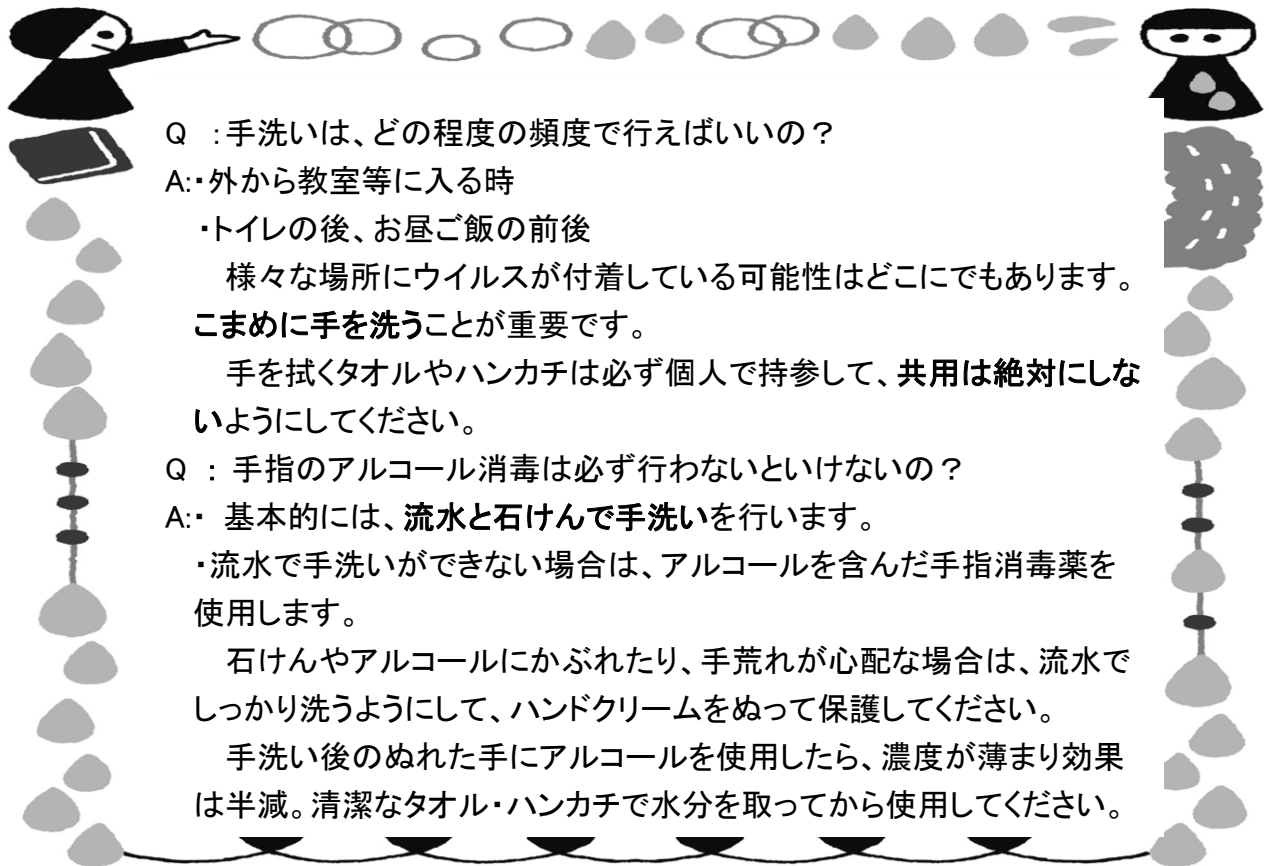 Q ：手洗いは、どの程度の頻度で行えばいいの？
A:・外から教室等に入る時
・トイレの後、お昼ご飯の前後
様々な場所にウイルスが付着している可能性はどこにでもあります。
こまめに手を洗うことが重要です。
手を拭くタオルやハンカチは必ず個人で持参して、共用は絶対にしな
いようにしてください。
Q ： 手指のアルコール消毒は必ず行わないといけないの？
A:・ 基本的には、流水と石けんで手洗いを行います。
・流水で手洗いができない場合は、アルコールを含んだ手指消毒薬を
使用します。
石けんやアルコールにかぶれたり、手荒れが心配な場合は、流水で
しっかり洗うようにして、ハンドクリームをぬって保護してください。
手洗い後のぬれた手にアルコールを使用したら、濃度が薄まり効果
は半減。清潔なタオル・ハンカチで水分を取ってから使用してください。